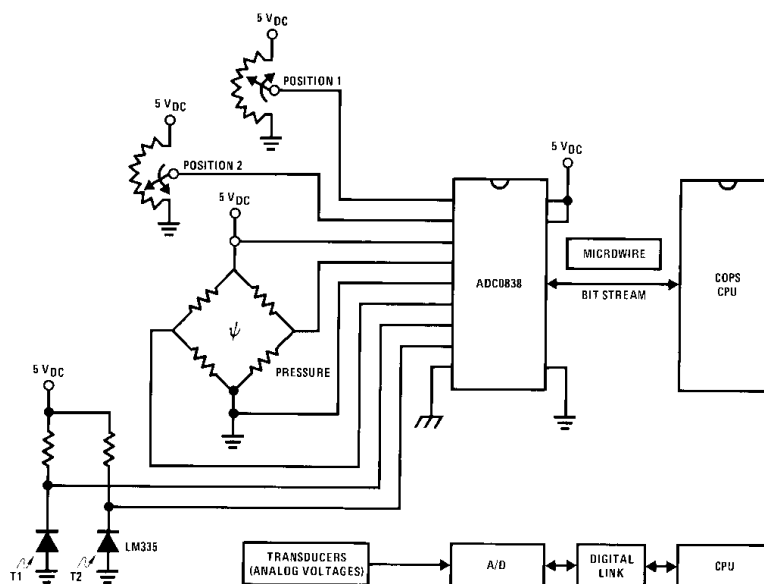 5 VDC
POSITION 1
5 VDC
POSITION 2
5 VDC
5 VDC
ADC0838
MICROWIRE
BIT STREAM
COPS
CPU
ψ
PRESSURE
5 VDC
T1
T2
LM335
TRANSDUCERS
(ANALOG VOLTAGES)
A/D
DIGITAL
LINK
CPU